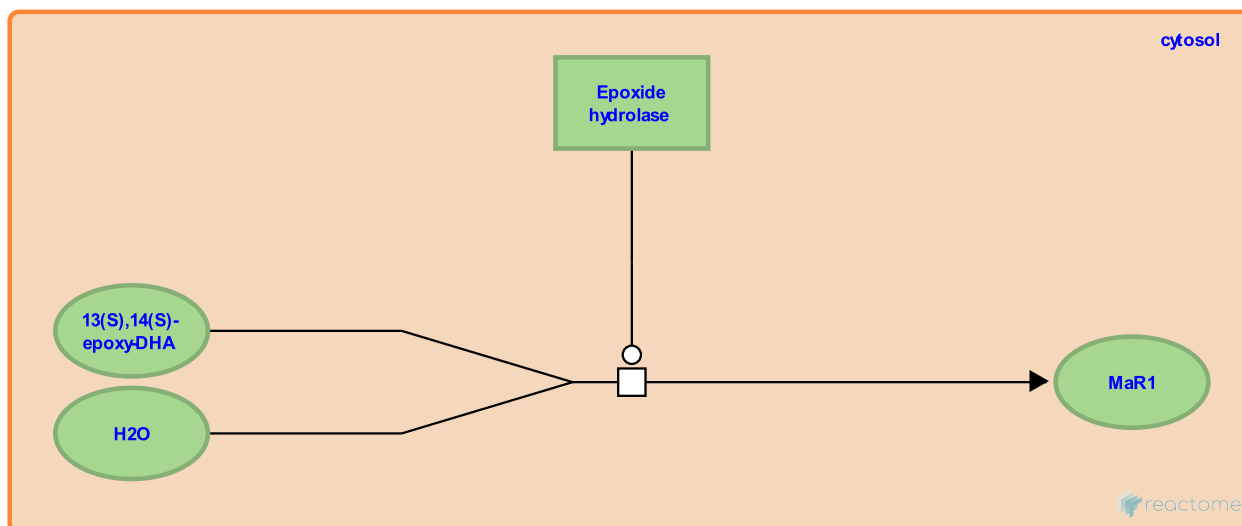 cytosol
Epoxide
hydrolase
13(S),14(S)-
epoxy-DHA
H2O
MaR1
reactome